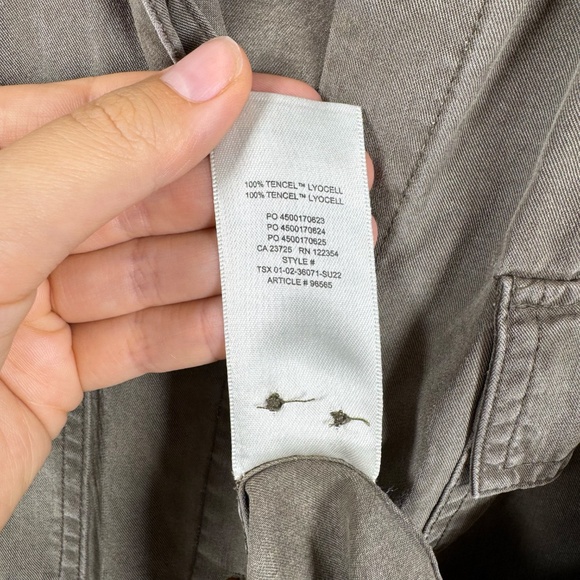 100% TENCEL™ LYOCELL
100% TENCEL™ LYOCELL
PO 4500170623
PO 4500170624
PO 4500170625
CA 23725 RN 122354
STYLE #
TSX 01-02-36071-SU22
ARTICLE # 96565